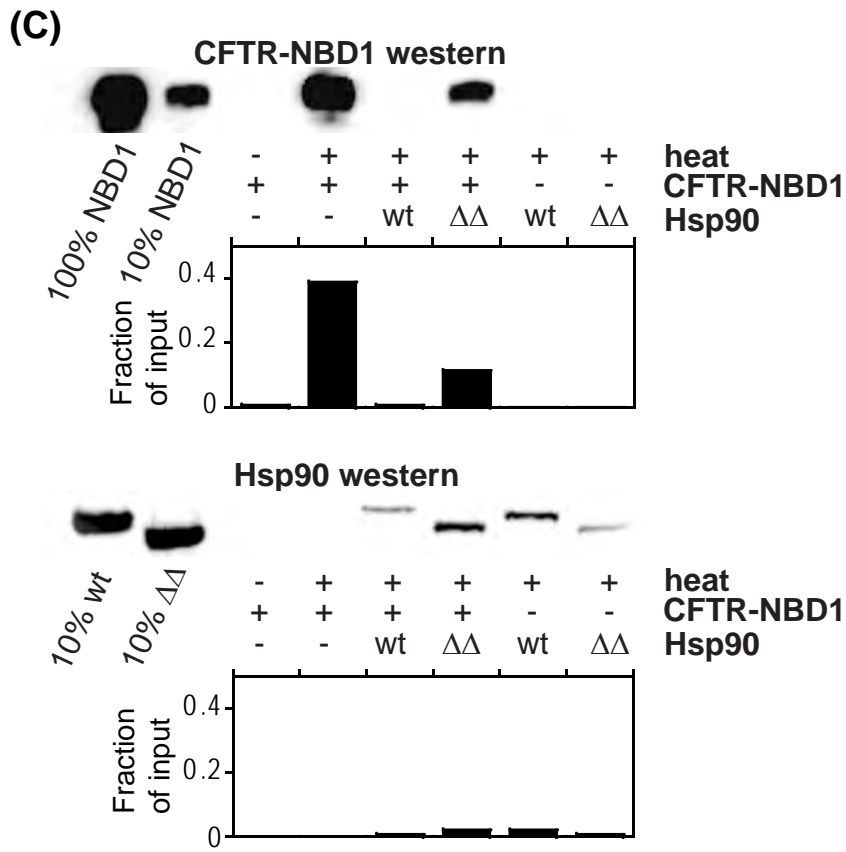 (C)
CFTR-NBD1 western
100% NBD1
10% NBD1
- + + + + + heat
+ + + + - - CFTR-NBD1
- - wt ΔΔ wt ΔΔ Hsp90
Fraction of input
0.4
0.2
0
Hsp90 western
10% wt
10% ΔΔ
- + + + + + heat
+ + + + - - CFTR-NBD1
- - wt ΔΔ wt ΔΔ Hsp90
Fraction of input
0.4
0.2
0